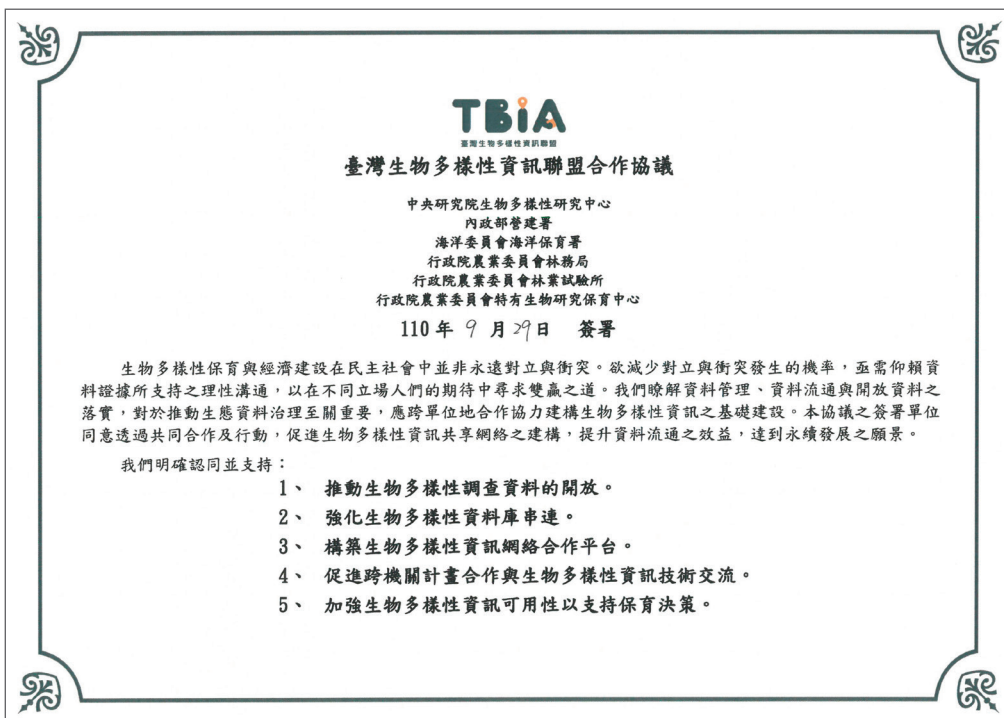 TBiA
臺灣生物多樣性資訊聯盟
臺灣生物多樣性資訊聯盟合作協議
中央研究院生物多樣性研究中心
內政部營建署
海洋委員會海洋保育署
行政院農業委員會林務局
行政院農業委員會林業試驗所
行政院農業委員會特有生物研究保育中心
110 年 9 月 29 日 簽署
生物多樣性保育與經濟建設在民主社會中並非永遠對立與衝突。欲減少對立與衝突發生的機率,亟需仰賴資
料證據所支持之理性溝通,以在不同立場人們的期待中尋求雙贏之道。我們瞭解資料管理、資料流通與開放資料之
落實,對於推動生態資料治理至關重要,應跨單位地合作協力建構生物多樣性資訊之基礎建設。本協議之簽署單位
同意透過共同合作及行動,促進生物多樣性資訊共享網絡之建構,提升資料流通之效益,達到永續發展之願景。
我們明確認同並支持:
1、 推動生物多樣性調查資料的開放。
2、 強化生物多樣性資料庫串連。
3、 構築生物多樣性資訊網絡合作平台。
4、 促進跨機關計畫合作與生物多樣性資訊技術交流。
5、 加強生物多樣性資訊可用性以支持保育決策。